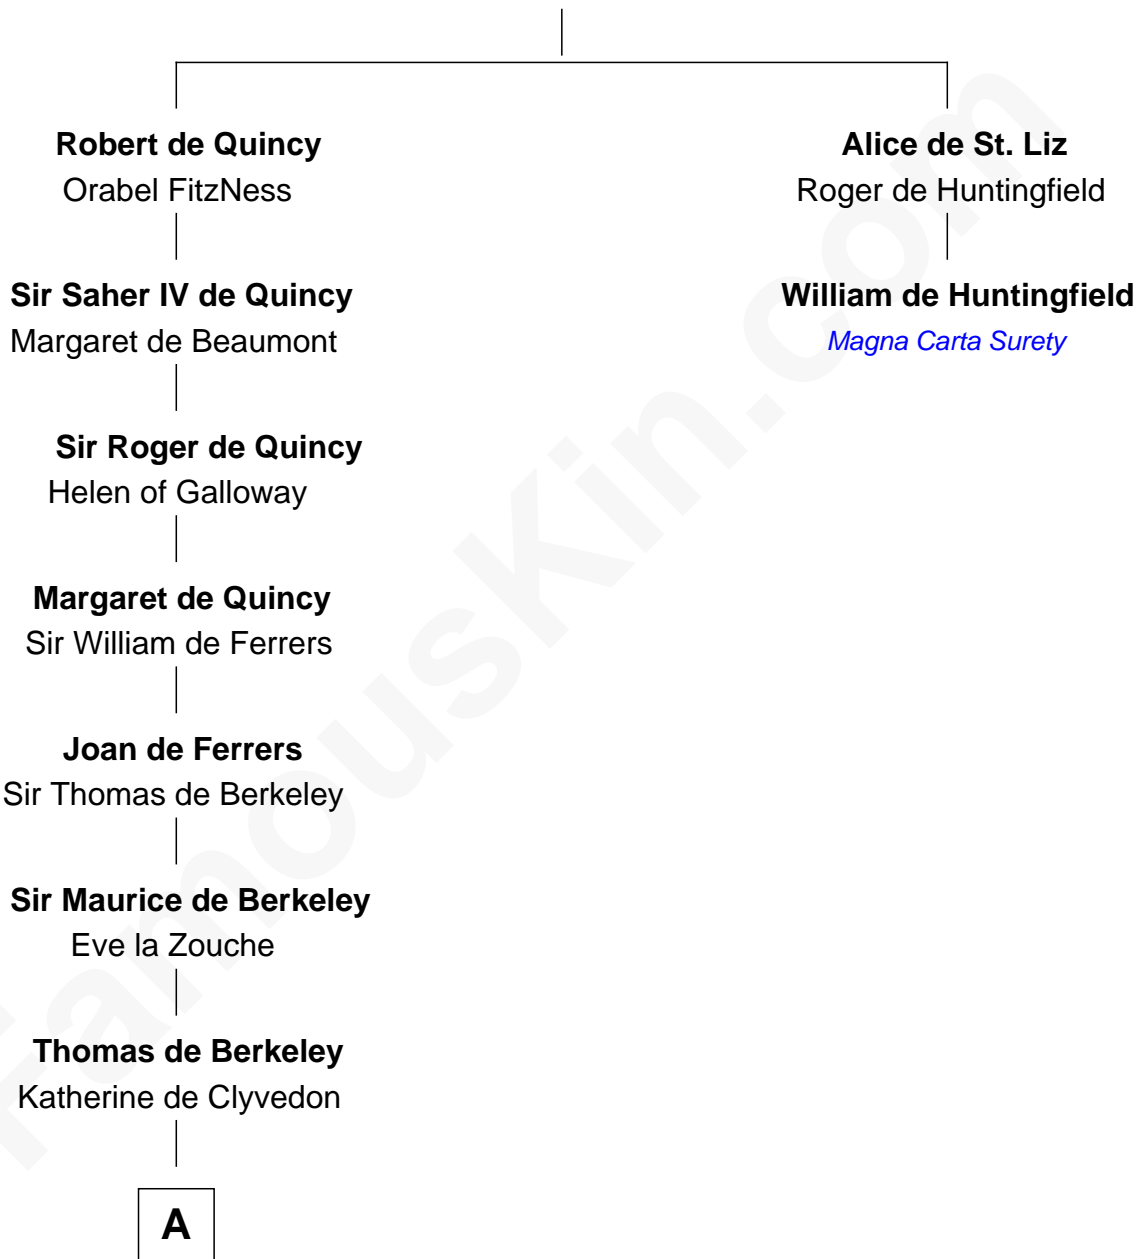 Robert de Quincy
Orabel FitzNess
Alice de St. Liz
Roger de Huntingfield
Sir Saher IV de Quincy
Margaret de Beaumont
William de Huntingfield
Magna Carta Surety
Sir Roger de Quincy
Helen of Galloway
Margaret de Quincy
Sir William de Ferrers
Joan de Ferrers
Sir Thomas de Berkeley
Sir Maurice de Berkeley
Eve la Zouche
Thomas de Berkeley
Katherine de Clyvedon
A
FamousKin.com